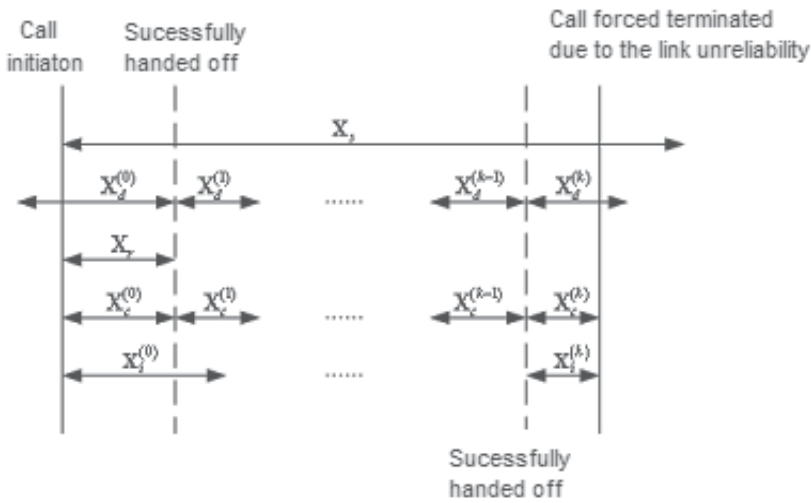 Call
initiaton
Sucessfully
handed off
Call forced terminated
due to the link unreliability
X_s
X_d^(0) X_d^(1) ...... X_d^(k-1) X_d^(k)
X_r
X_c^(0) X_c^(1) ...... X_c^(k-1) X_c^(k)
X_l^(0) ...... X_l^(k)
Sucessfully
handed off